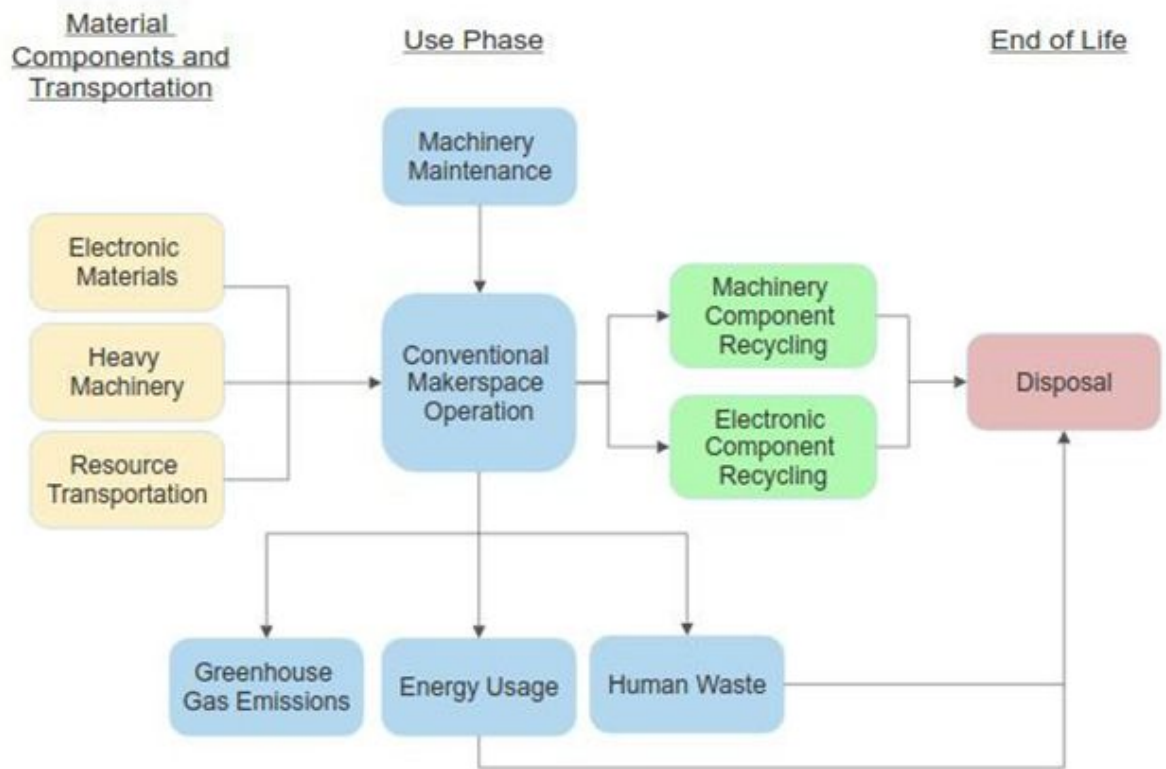 Material
Components and
Transportation
Use Phase
End of Life
Machinery
Maintenance
Electronic
Materials
Heavy
Machinery
Resource
Transportation
Conventional
Makerspace
Operation
Machinery
Component
Recycling
Electronic
Component
Recycling
Disposal
Greenhouse
Gas Emissions
Energy Usage
Human Waste